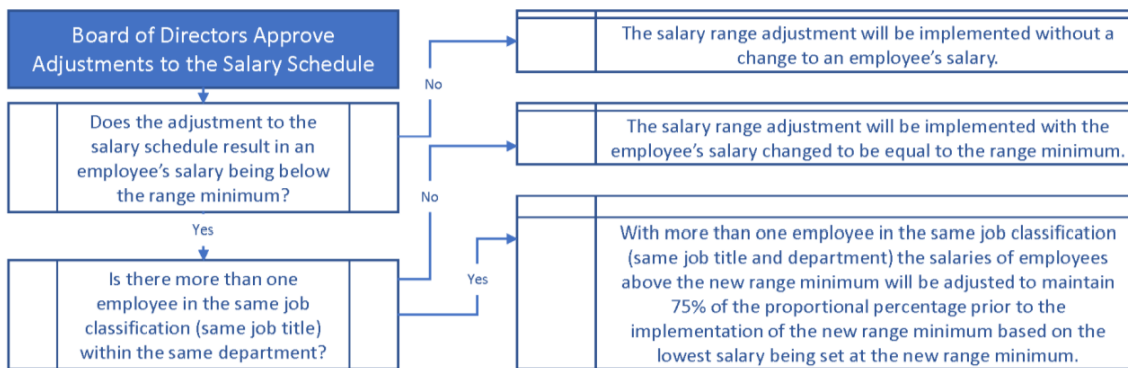 Board of Directors Approve
Adjustments to the Salary Schedule
No
The salary range adjustment will be implemented without a
change to an employee's salary.
Does the adjustment to the
salary schedule result in an
employee's salary being below
the range minimum?
The salary range adjustment will be implemented with the
employee's salary changed to be equal to the range minimum.
No
Yes
Is there more than one
employee in the same job
classification (same job title)
within the same department?
Yes
With more than one employee in the same job classification
(same job title and department) the salaries of employees
above the new range minimum will be adjusted to maintain
75% of the proportional percentage prior to the
implementation of the new range minimum based on the
lowest salary being set at the new range minimum.